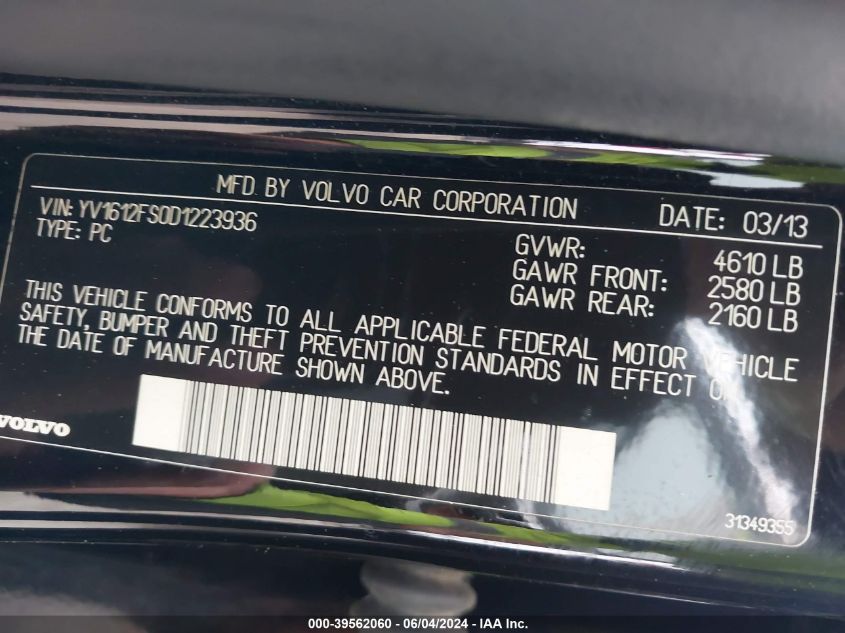 MFD BY VOLVO CAR CORPORATION
VIN: YV1612FS0D1223936
DATE: 03/13
TYPE: PC
GVWR: 4610 LB
GAWR FRONT: 2580 LB
GAWR REAR: 2160 LB
THIS VEHICLE CONFORMS TO ALL APPLICABLE FEDERAL MOTOR VEHICLE
SAFETY, BUMPER AND THEFT PREVENTION STANDARDS IN EFFECT ON
THE DATE OF MANUFACTURE SHOWN ABOVE.
VOLVO
31349355
000-39562060 - 06/04/2024 - IAA Inc.